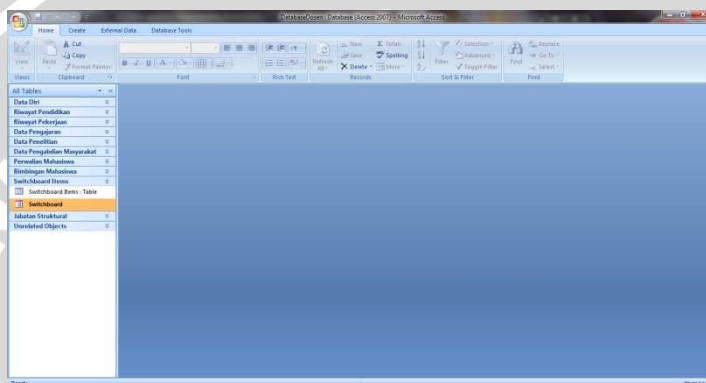 DatabaseDosen : Database (Access 2007) - Microsoft Access
Home Create External Data Database Tools
View
Views
Paste
Cut
Copy
Format Painter
Clipboard
B I U A
Font
Rich Text
Refresh All
New
Save
Delete
Totals
Spelling
More
Records
Filter
Selection
Advanced
Toggle Filter
Sort & Filter
Find
Replace
Go To
Select
Find
All Tables
Data Diri
Riwayat Pendidikan
Riwayat Pekerjaan
Data Pengajaran
Data Penelitian
Data Pengabdian Masyarakat
Perwalian Mahasiswa
Bimbingan Mahasiswa
Switchboard Items
Switchboard Items : Table
Switchboard
Jabatan Struktural
Unrelated Objects
Ready